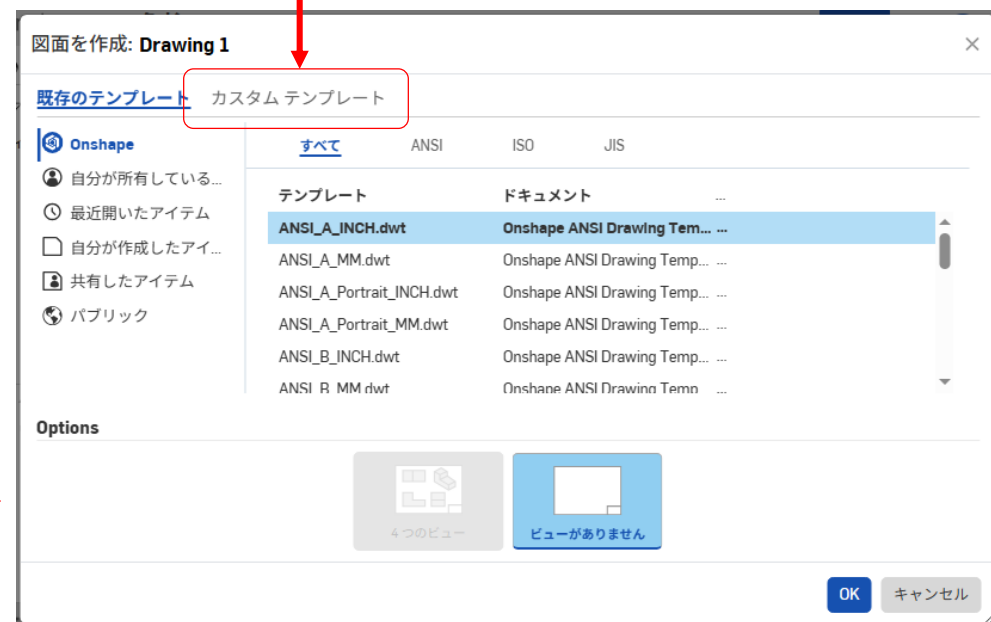 図面を作成: Drawing 1
既存のテンプレート カスタム テンプレート
Onshape
すべて ANSI ISO JIS
自分が所有している...
最近開いたアイテム
自分が作成したアイ...
共有したアイテム
パブリック
テンプレート ドキュメント ...
ANSI_A_INCH.dwt Onshape ANSI Drawing Tem... ...
ANSI_A_MM.dwt Onshape ANSI Drawing Temp... ...
ANSI_A_Portrait_INCH.dwt Onshape ANSI Drawing Temp... ...
ANSI_A_Portrait_MM.dwt Onshape ANSI Drawing Temp... ...
ANSI_B_INCH.dwt Onshape ANSI Drawing Temp... ...
ANSI_B_MM.dwt Onshape ANSI Drawing Temp... ...
Options
4 つのビュー ビューがありません
OK キャンセル